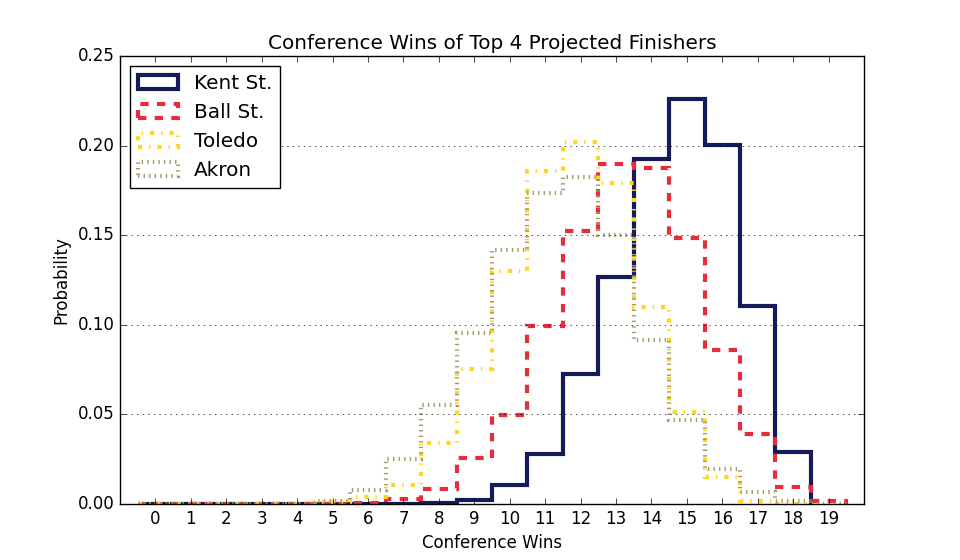 Conference Wins of Top 4 Projected Finishers
0.25
0.20
0.15
0.10
0.05
0.00
Probability
Kent St.
Ball St.
Toledo
Akron
0 1 2 3 4 5 6 7 8 9 10 11 12 13 14 15 16 17 18 19
Conference Wins